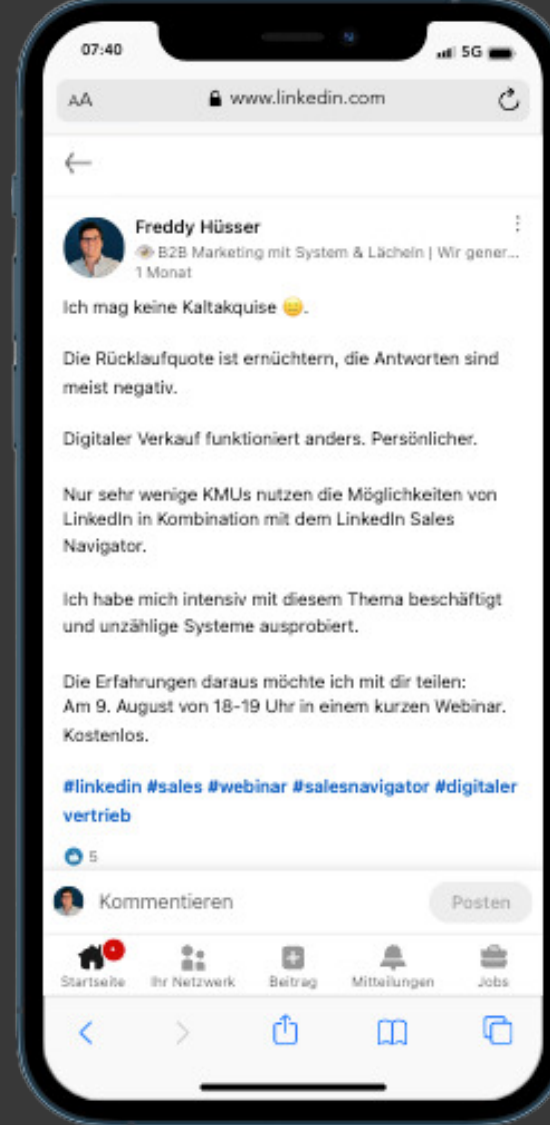 07:40
5G
AA
www.linkedin.com
Freddy Hüsser
B2B Marketing mit System & Lächeln | Wir gener...
1 Monat
Ich mag keine Kaltakquise 😑.
Die Rücklaufquote ist ernüchtern, die Antworten sind
meist negativ.
Digitaler Verkauf funktioniert anders. Persönlicher.
Nur sehr wenige KMUs nutzen die Möglichkeiten von
LinkedIn in Kombination mit dem LinkedIn Sales
Navigator.
Ich habe mich intensiv mit diesem Thema beschäftigt
und unzählige Systeme ausprobiert.
Die Erfahrungen daraus möchte ich mit dir teilen:
Am 9. August von 18-19 Uhr in einem kurzen Webinar.
Kostenlos.
#linkedin #sales #webinar #salesnavigator #digitaler
vertrieb
5
Kommentieren
Posten
Startseite Ihr Netzwerk Beitrag Mitteilungen Jobs